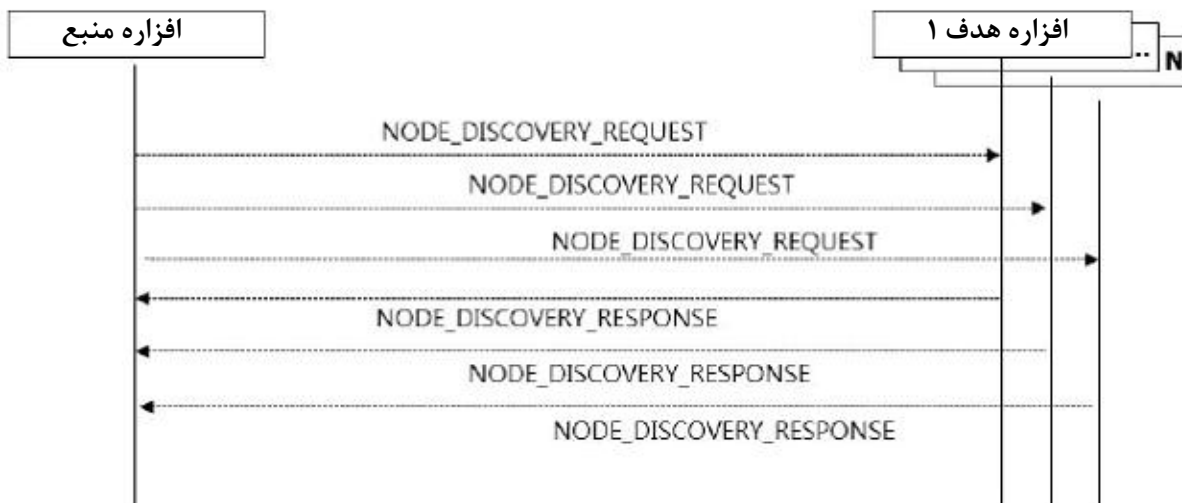 افزاره منبع
افزاره هدف ۱
...
N
NODE_DISCOVERY_REQUEST
NODE_DISCOVERY_REQUEST
NODE_DISCOVERY_REQUEST
NODE_DISCOVERY_RESPONSE
NODE_DISCOVERY_RESPONSE
NODE_DISCOVERY_RESPONSE